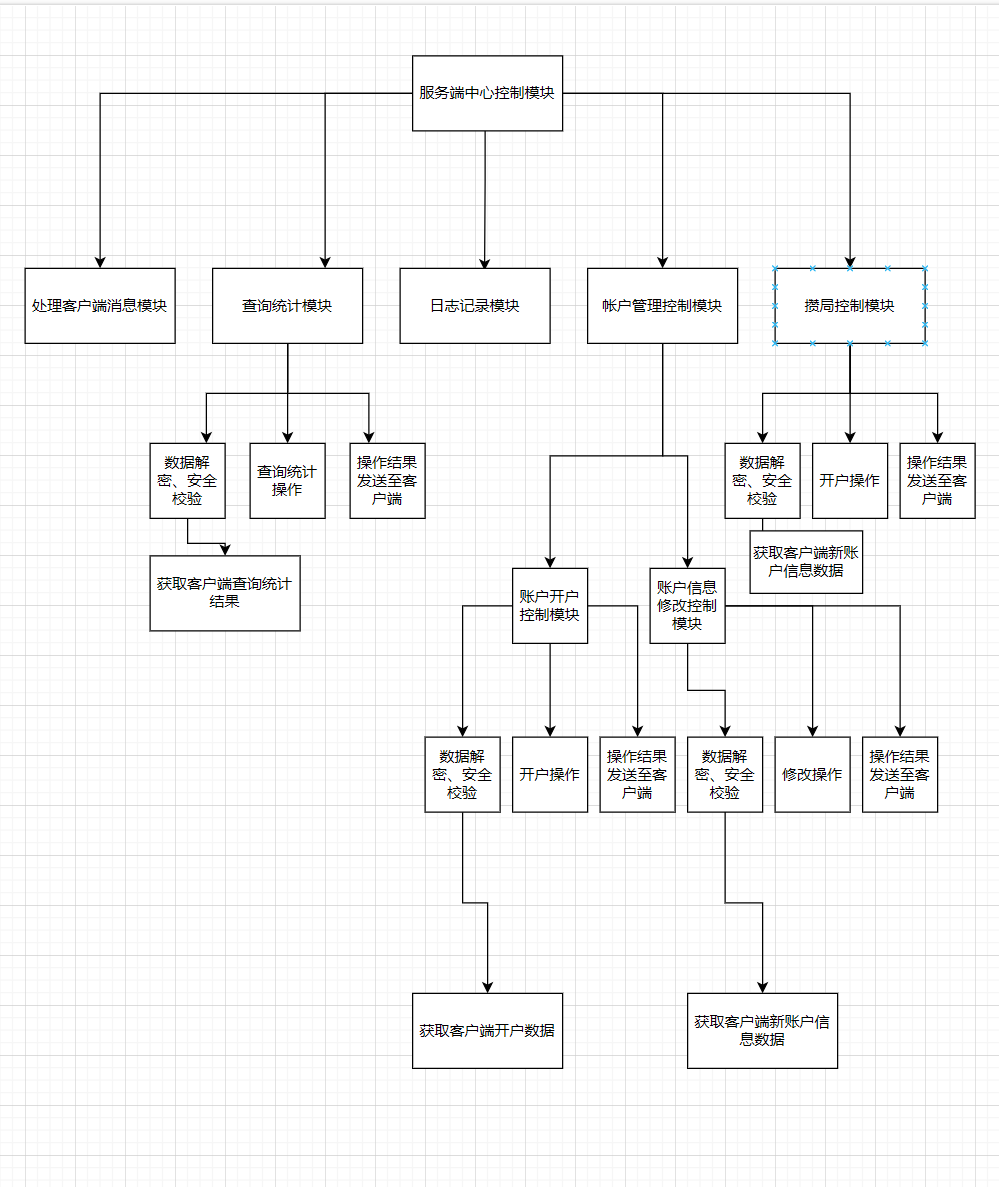 服务端中心控制模块
处理客户端消息模块
查询统计模块
日志记录模块
帐户管理控制模块
攒局控制模块
数据解
密、安全
校验
查询统计
操作
操作结果
发送至客
户端
数据解
密、安全
校验
开户操作
操作结果
发送至客
户端
获取客户端查询统计
结果
获取客户端新账
户信息数据
账户开户
控制模块
账户信息
修改控制
模块
数据解
密、安全
校验
开户操作
操作结果
发送至客
户端
数据解
密、安全
校验
修改操作
操作结果
发送至客
户端
获取客户端开户数据
获取客户端新账户信
息数据